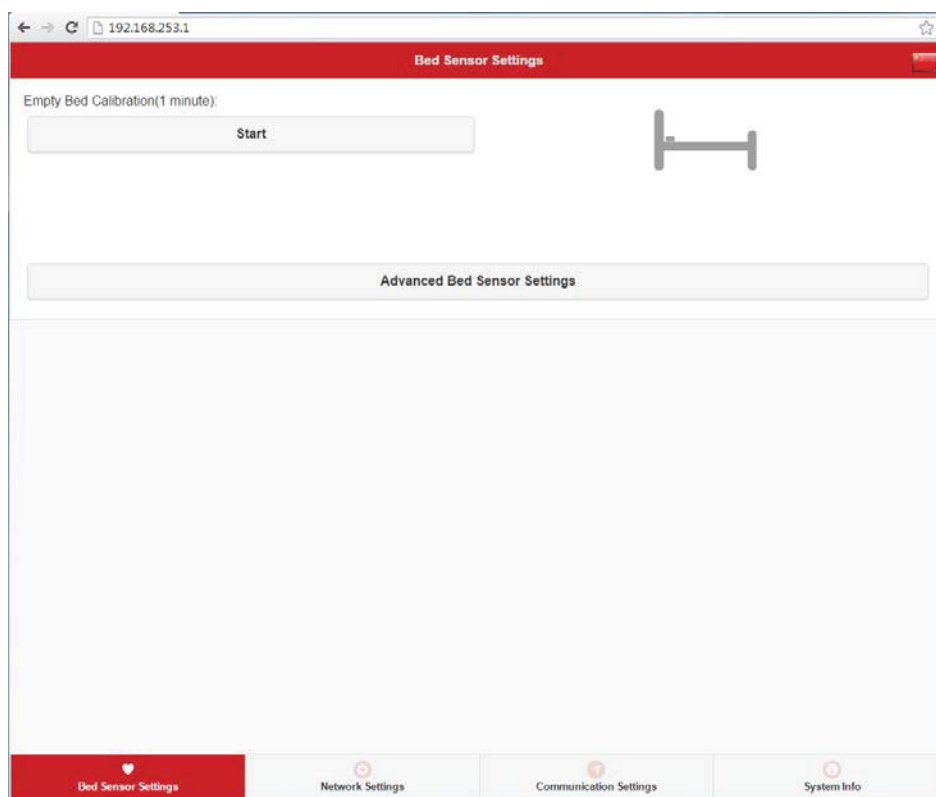 192.168.253.1
Bed Sensor Settings
Empty Bed Calibration(1 minute):
Start
Advanced Bed Sensor Settings
Bed Sensor Settings
Network Settings
Communication Settings
System Info